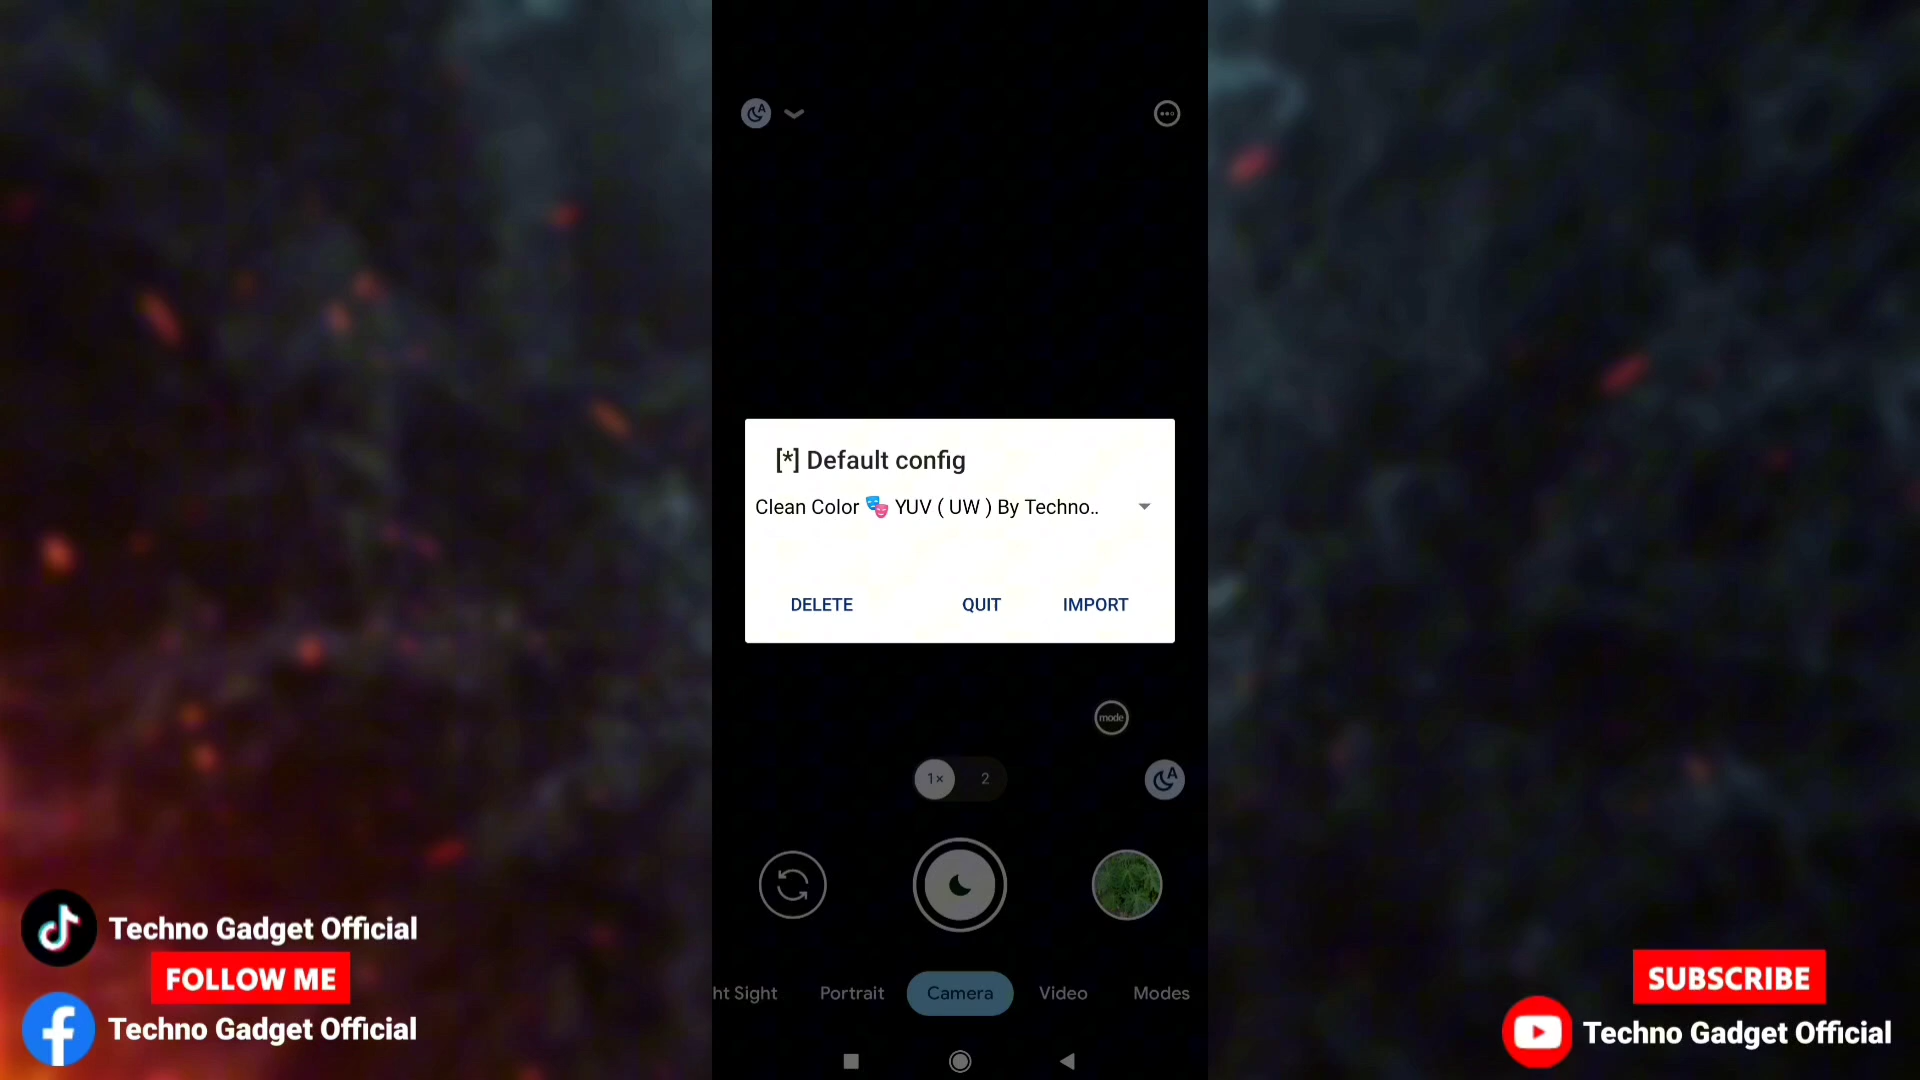 [*] Default config
Clean Color 🎭 YUV ( UW ) By Techno..
DELETE QUIT IMPORT
mode
1× 2
ht Sight Portrait Camera Video Modes
Techno Gadget Official
FOLLOW ME
Techno Gadget Official
SUBSCRIBE
Techno Gadget Official